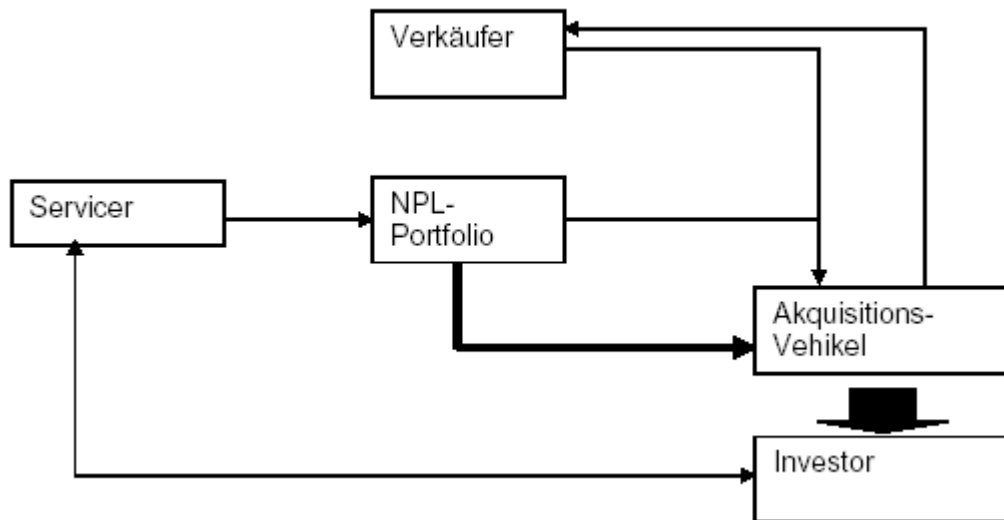 Verkäufer
Servicer
NPL-
Portfolio
Akquisitions-
Vehikel
Investor